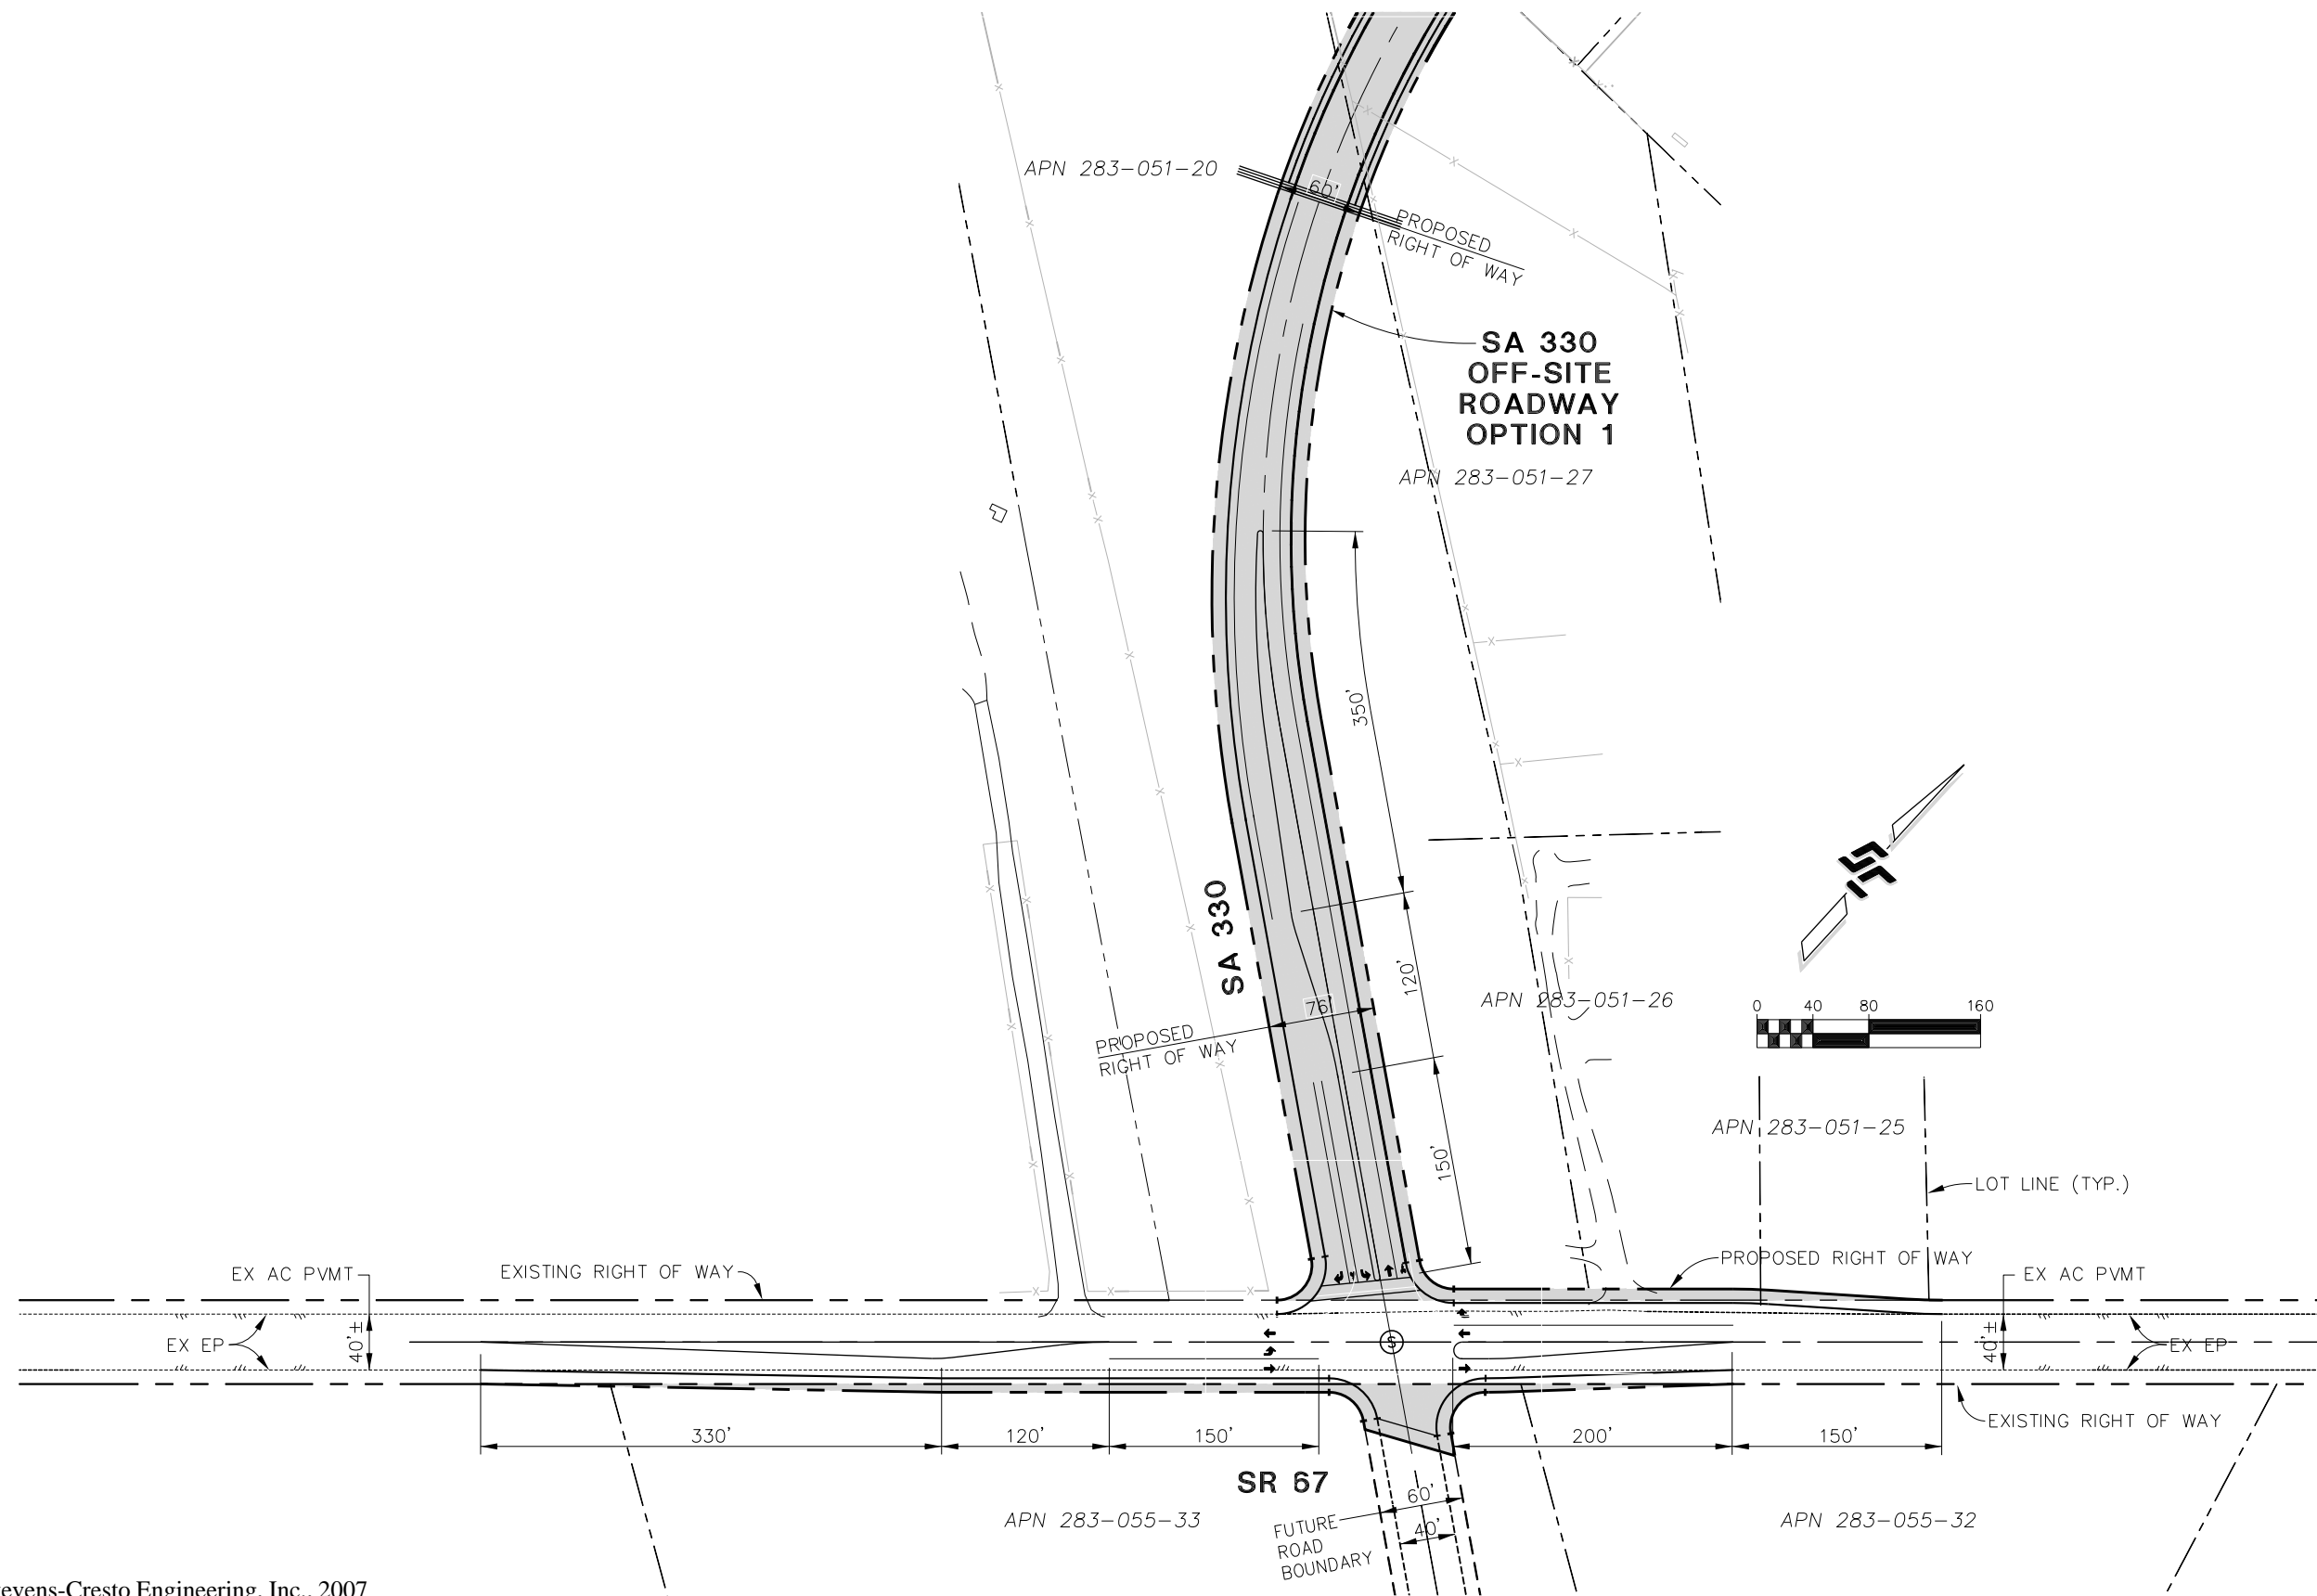 APN 283-051-20
60'
PROPOSED
RIGHT OF WAY
SA 330
OFF-SITE
ROADWAY
OPTION 1
APN 283-051-27
350'
SA 330
120'
76'
PROPOSED
RIGHT OF WAY
APN 283-051-26
0 40 80 160
APN 283-051-25
150'
LOT LINE (TYP.)
EX AC PVMT
EXISTING RIGHT OF WAY
PROPOSED RIGHT OF WAY
EX AC PVMT
EX EP
40'±
S
40'±
EX EP
EXISTING RIGHT OF WAY
330'
120'
150'
200'
150'
SR 67
60'
40'
FUTURE
ROAD
BOUNDARY
APN 283-055-33
APN 283-055-32
tevens-Cresto Engineering, Inc., 2007